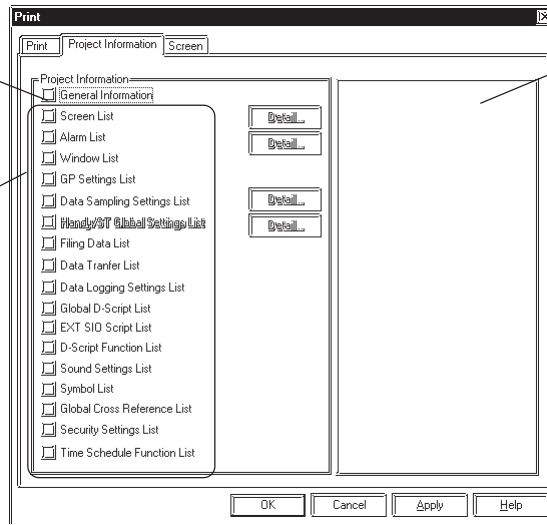 Print
Print Project Information Screen
Project Information
General Information
Screen List Detail...
Alarm List Detail...
Window List
GP Settings List
Data Sampling Settings List Detail...
Handy/ST Global Settings List Detail...
Filing Data List
Data Tranfer List
Data Logging Settings List
Global D-Script List
EXT SIO Script List
D-Script Function List
Sound Settings List
Symbol List
Global Cross Reference List
Security Settings List
Time Schedule Function List
OK Cancel Apply Help